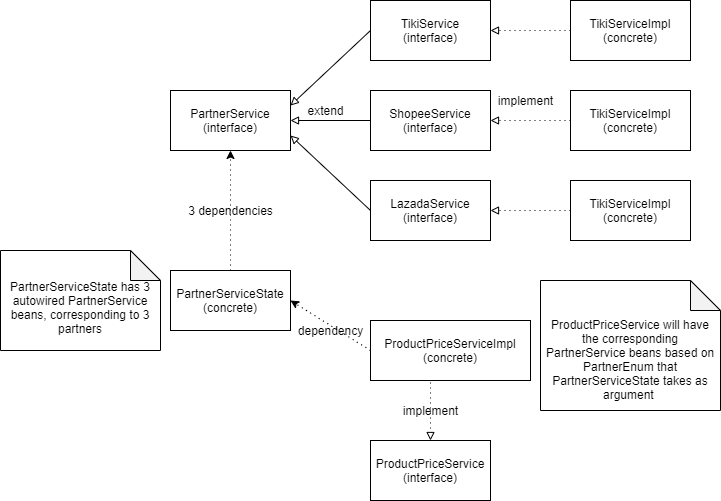 TikiService
(interface)
TikiServiceImpl
(concrete)
PartnerService
(interface)
extend
ShopeeService
(interface)
implement
TikiServiceImpl
(concrete)
LazadaService
(interface)
TikiServiceImpl
(concrete)
3 dependencies
PartnerServiceState has 3
autowired PartnerService
beans, corresponding to 3
partners
PartnerServiceState
(concrete)
dependency
ProductPriceServiceImpl
(concrete)
ProductPriceService will have
the corresponding
PartnerService beans based on
PartnerEnum that
PartnerServiceState takes as
argument
implement
ProductPriceService
(interface)